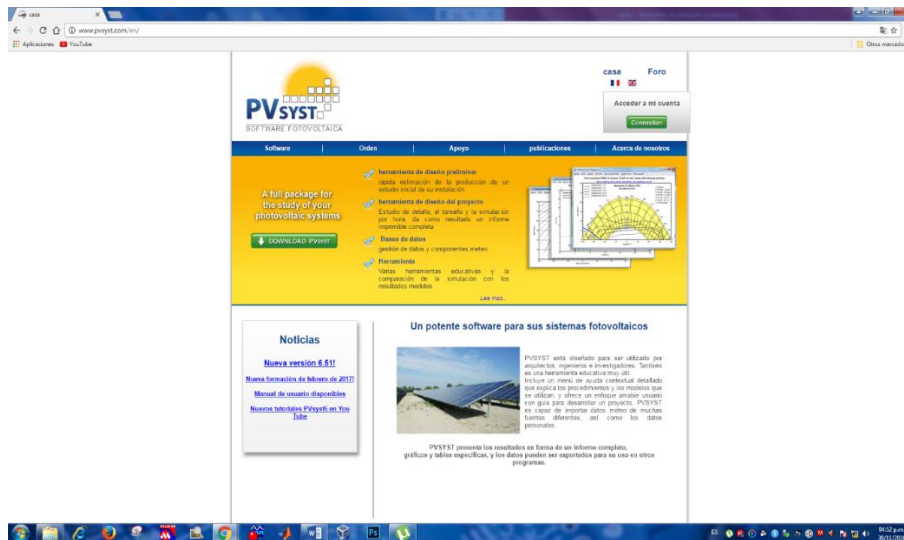 casa
www.pvsyst.com/en/
Aplicaciones YouTube
Otros marcado
casa Foro
PVSYST
SOFTWARE FOTOVOLTAICA
Acceder a mi cuenta
Connection
Software | Orden | Apoyo | publicaciones | Acerca de nosotros
A full package for
the study of your
photovoltaic systems
DOWNLOAD PVsyst
herramienta de diseño preliminar
rápida estimación de la producción de un
estudio inicial de su instalación
herramienta de diseño del proyecto
Estudio de detalle, el tamaño y la simulación
por hora, da como resultado un informe
imprimible completa
Bases de datos
gestión de datos y componentes meteo
Herramienta
Varias herramientas educativas y la
comparación de la simulación con los
resultados medidos
Lee mas..
Noticias
Nueva versión 6.51!
Nueva formación de febrero de 2017!
Manual de usuario disponibles
Nuevos tutoriales PVsyst6 en You
Tube
Un potente software para sus sistemas fotovoltaicos
PVSYST está diseñado para ser utilizado por
arquitectos, ingenieros e investigadores. También
es una herramienta educativa muy útil.
Incluye un menú de ayuda contextual detallado
que explica los procedimientos y los modelos que
se utilizan, y ofrece un enfoque amable usuario
con guía para desarrollar un proyecto. PVSYST
es capaz de importar datos meteo de muchas
fuentes diferentes, así como los datos
personales.
PVSYST presenta los resultados en forma de un informe completo,
gráficos y tablas específicas, y los datos pueden ser exportados para su uso en otros
programas.
ES
04:52 p.m.